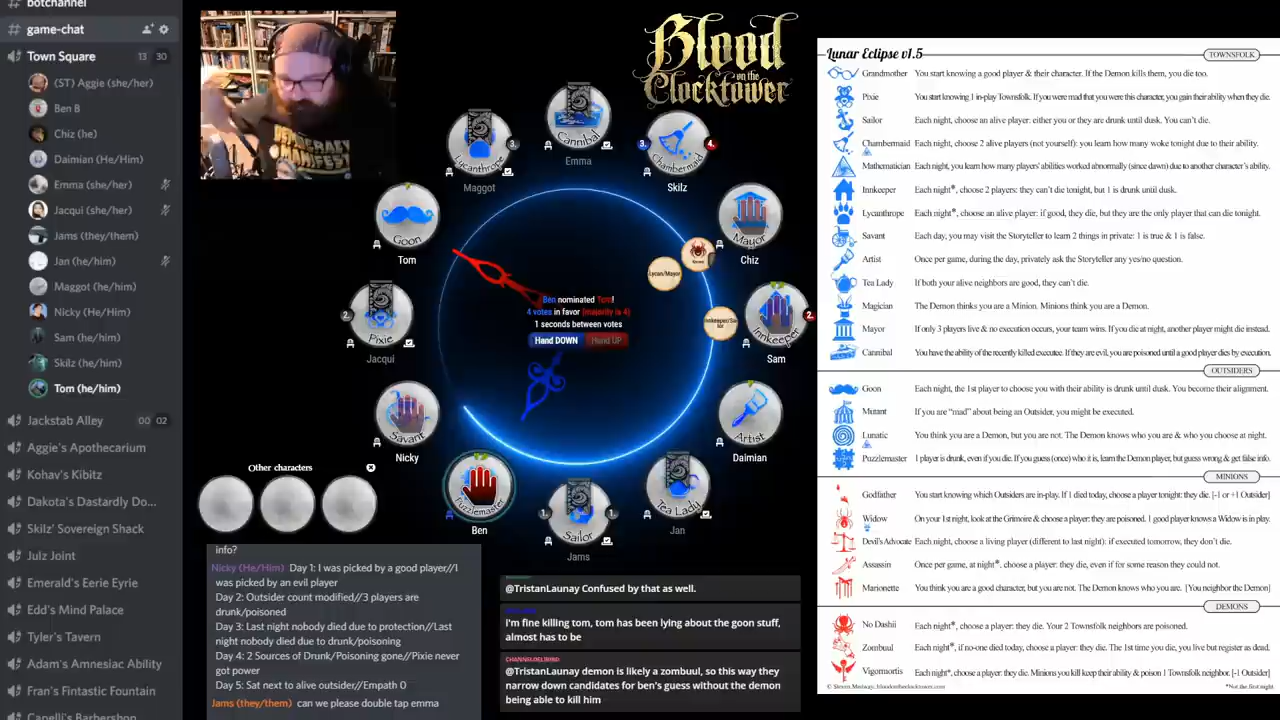 botchannel
game-chat
Town Square 13 30
(ST) Aggie (she/her)
Ben B
Chiz (he)
Daimian (He/Him)
Emma (she/her)
Jacqui (she/her)
Jams (they/them)
Jan (he/him)
Maggot (he/him)
Nicky (He/Him)
Sam (he/him)
Skilz (he/him)
Tom (he/him)
Jackstab Alley 00 02
Aggie's Apothecarium
Koby's Kibitz
Dakota's Dastardly Do...
Skilz' Sovereign Shack
Julz Joint
Emerald's Eerie Eyrie
Edd's Mind Palace
Tyler's Tavern
Adam's Amnesiac Ability
Fran's Fintastic Fountain
Capelli's Barbershop
Blood
on the
Clocktower
Cannibal
Emma
Lycanthrope
3.
Maggot
3.
Chambermaid
4.
Skilz
Goon
Tom
Mayor
Chiz
Lycan/Mayor
2.
Pixie
Jacqui
Innkeeper
2.
Sam
Savant
Nicky
Artist
Daimian
Puzzlemaster
Ben
1.
Sailor
1.
Jams
Tea Lady
Jan
Ben nominated Tom!
4 votes in favor (majority is 4)
1 seconds between votes
Hand DOWN Hand UP
Other characters
info?
Nicky (He/Him) Day 1: I was picked by a good player//I
was picked by an evil player
Day 2: Outsider count modified//3 players are
drunk/poisoned
Day 3: Last night nobody died due to protection//Last
night nobody died due to drunk/poisoning
Day 4: 2 Sources of Drunk/Poisoning gone//Pixie never
got power
Day 5: Sat next to alive outsider//Empath 0
Jams (they/them) can we please double tap emma
@TristanLaunay Confused by that as well.
i'm fine killing tom, tom has been lying about the goon stuff,
almost has to be
@TristanLaunay demon is likely a zombuul, so this way they
narrow down candidates for ben's guess without the demon
being able to kill him
Lunar Eclipse v1.5
TOWNSFOLK
Grandmother You start knowing a good player & their character. If the Demon kills them, you die too.
Pixie You start knowing 1 in-play Townsfolk. If you were mad that you were this character, you gain their ability when they die.
Sailor Each night, choose an alive player: either you or they are drunk until dusk. You can't die.
Chambermaid Each night, choose 2 alive players (not yourself): you learn how many woke tonight due to their ability.
Mathematician Each night, you learn how many players' abilities worked abnormally (since dawn) due to another character's ability.
Innkeeper Each night*, choose 2 players: they can't die tonight, but 1 is drunk until dusk.
Lycanthrope Each night*, choose an alive player: if good, they die, but they are the only player that can die tonight.
Savant Each day, you may visit the Storyteller to learn 2 things in private: 1 is true & 1 is false.
Artist Once per game, during the day, privately ask the Storyteller any yes/no question.
Tea Lady If both your alive neighbors are good, they can't die.
Magician The Demon thinks you are a Minion. Minions think you are a Demon.
Mayor If only 3 players live & no execution occurs, your team wins. If you die at night, another player might die instead.
Cannibal You have the ability of the recently killed executee. If they are evil, you are poisoned until a good player dies by execution.
OUTSIDERS
Goon Each night, the 1st player to choose you with their ability is drunk until dusk. You become their alignment.
Mutant If you are "mad" about being an Outsider, you might be executed.
Lunatic You think you are a Demon, but you are not. The Demon knows who you are & who you choose at night.
Puzzlemaster 1 player is drunk, even if you die. If you guess (once) who it is, learn the Demon player, but guess wrong & get false info.
MINIONS
Godfather You start knowing which Outsiders are in-play. If 1 died today, choose a player tonight: they die. [-1 or +1 Outsider]
Widow On your 1st night, look at the Grimoire & choose a player: they are poisoned. 1 good player knows a Widow is in play.
Devil's Advocate Each night, choose a living player (different to last night): if executed tomorrow, they don't die.
Assassin Once per game, at night*, choose a player: they die, even if for some reason they could not.
Marionette You think you are a good character, but you are not. The Demon knows who you are. [You neighbor the Demon]
DEMONS
No Dashii Each night*, choose a player: they die. Your 2 Townsfolk neighbors are poisoned.
Zombuul Each night*, if no-one died today, choose a player: they die. The 1st time you die, you live but register as dead.
Vigormortis Each night*, choose a player: they die. Minions you kill keep their ability & poison 1 Townsfolk neighbor. [-1 Outsider]
© Steven Medway, bloodontheclocktower.com
*Not the first night